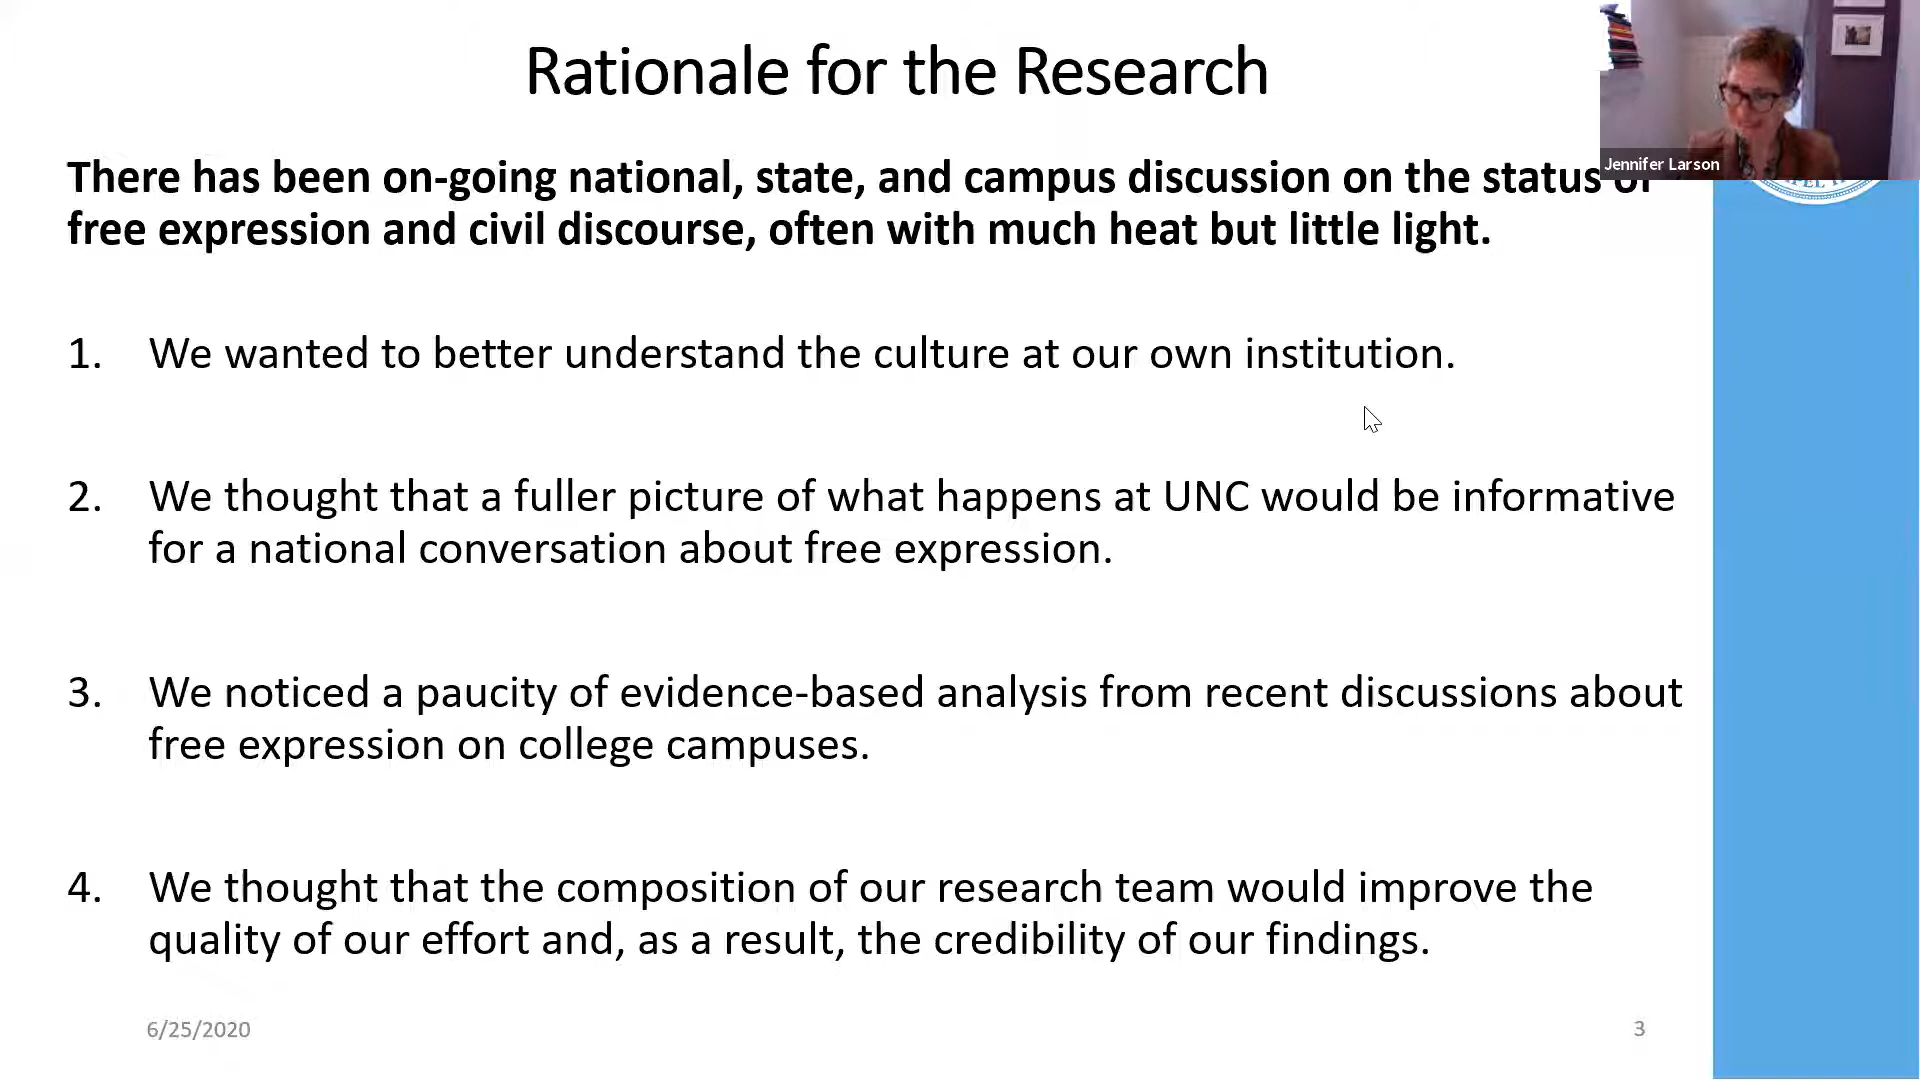 Rationale for the Research
Jennifer Larson
There has been on-going national, state, and campus discussion on the status of
free expression and civil discourse, often with much heat but little light.
1. We wanted to better understand the culture at our own institution.
2. We thought that a fuller picture of what happens at UNC would be informative
for a national conversation about free expression.
3. We noticed a paucity of evidence-based analysis from recent discussions about
free expression on college campuses.
4. We thought that the composition of our research team would improve the
quality of our effort and, as a result, the credibility of our findings.
6/25/2020
3